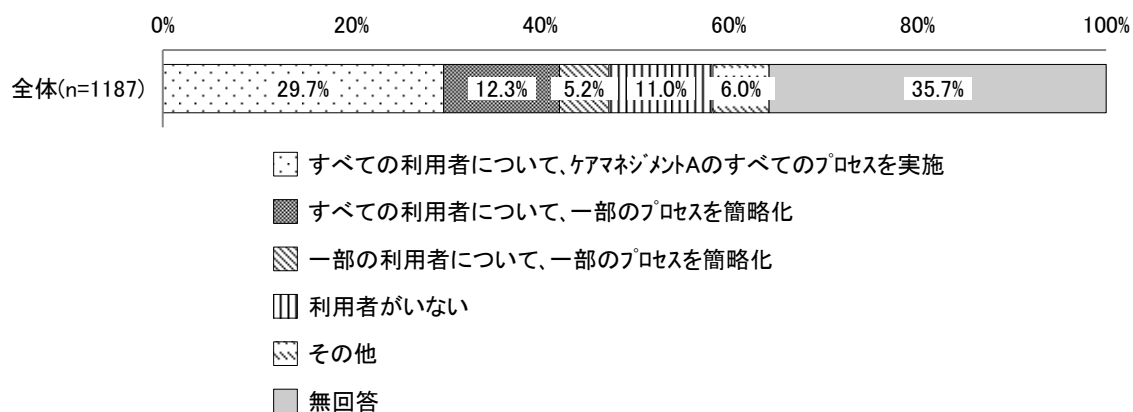 0% 20% 40% 60% 80% 100%
全体(n=1187) 29.7% 12.3% 5.2% 11.0% 6.0% 35.7%
すべての利用者について、ｹｱﾏﾈｼﾞﾒﾝﾄAのすべてのﾌﾟﾛｾｽを実施
すべての利用者について、一部のﾌﾟﾛｾｽを簡略化
一部の利用者について、一部のﾌﾟﾛｾｽを簡略化
利用者がいない
その他
無回答